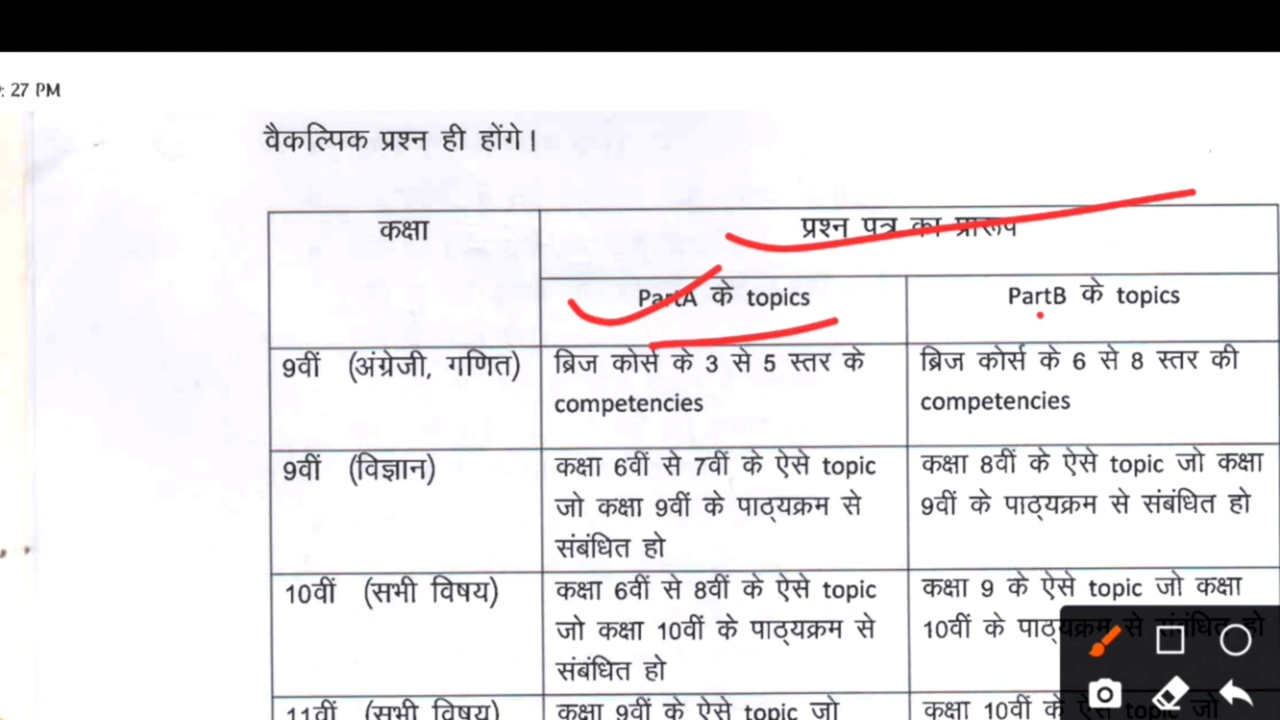 : 27 PM
वैकल्पिक प्रश्न ही होंगे।
कक्षा
प्रश्न पत्र का प्रारूप
PartA के topics
PartB के topics
9वीं (अंग्रेजी, गणित)
ब्रिज कोर्स के 3 से 5 स्तर के
competencies
ब्रिज कोर्स के 6 से 8 स्तर की
competencies
9वीं (विज्ञान)
कक्षा 6वीं से 7वीं के ऐसे topic
जो कक्षा 9वीं के पाठ्यक्रम से
संबंधित हो
कक्षा 8वीं के ऐसे topic जो कक्षा
9वीं के पाठ्यक्रम से संबंधित हो
10वीं (सभी विषय)
कक्षा 6वीं से 8वीं के ऐसे topic
जो कक्षा 10वीं के पाठ्यक्रम से
संबंधित हो
कक्षा 9 के ऐसे topic जो कक्षा
10वीं के पाठ्यक्रम से संबंधित हो
11वीं (सभी विषय)
कक्षा 9वीं के ऐसे topic जो
कक्षा 10वीं के ऐसे topic जो